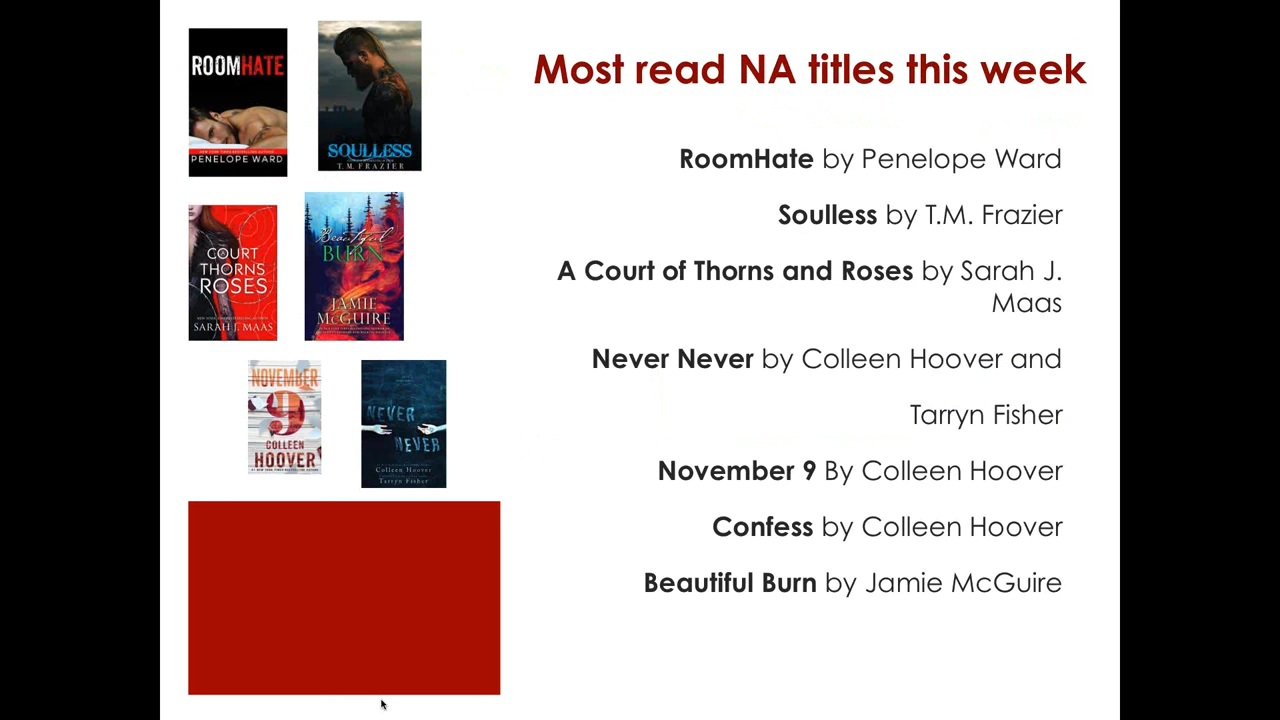 Most read NA titles this week
RoomHate by Penelope Ward
Soulless by T.M. Frazier
A Court of Thorns and Roses by Sarah J.
Maas
Never Never by Colleen Hoover and
Tarryn Fisher
November 9 By Colleen Hoover
Confess by Colleen Hoover
Beautiful Burn by Jamie McGuire
ROOMHATE
PENELOPE WARD
SOULLESS
T.M. FRAZIER
A
COURT
OF
THORNS
AND
ROSES
SARAH J. MAAS
Beautiful
BURN
JAMIE
McGUIRE
NOVEMBER
9
COLLEEN
HOOVER
NEVER
NEVER
Colleen Hoover
Tarryn Fisher